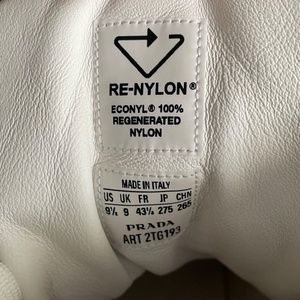 RE-NYLON®
ECONYL® 100%
REGENERATED
NYLON
MADE IN ITALY
US UK FR JP CHN
9½ 9 43½ 275 265
PRADA
ART 2TG193